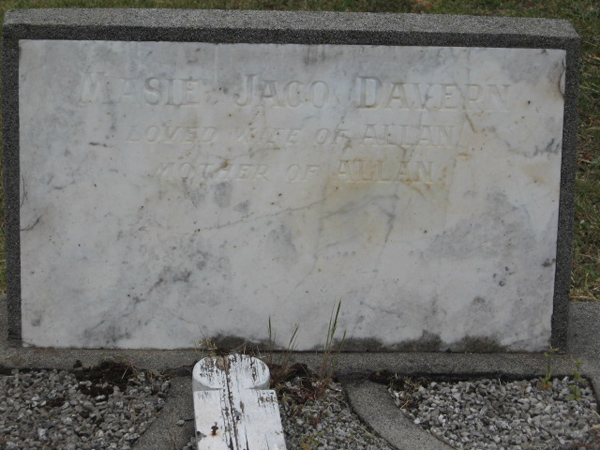 MASIE JAGO DAVERN
LOVED WIFE OF ALLAN
MOTHER OF ALLAN